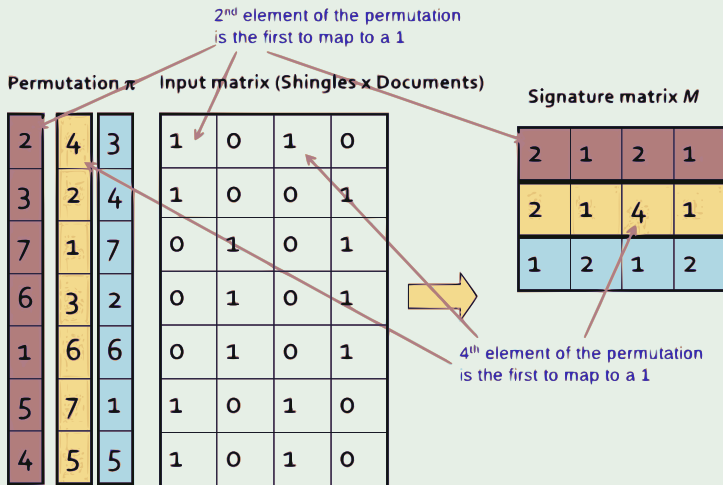 2nd element of the permutation
is the first to map to a 1
Permutation π
Input matrix (Shingles x Documents)
Signature matrix M
2 4 3
3 2 4
7 1 7
6 3 2
1 6 6
5 7 1
4 5 5
1 0 1 0
1 0 0 1
0 1 0 1
0 1 0 1
0 1 0 1
1 0 1 0
1 0 1 0
2 1 2 1
2 1 4 1
1 2 1 2
4th element of the permutation
is the first to map to a 1